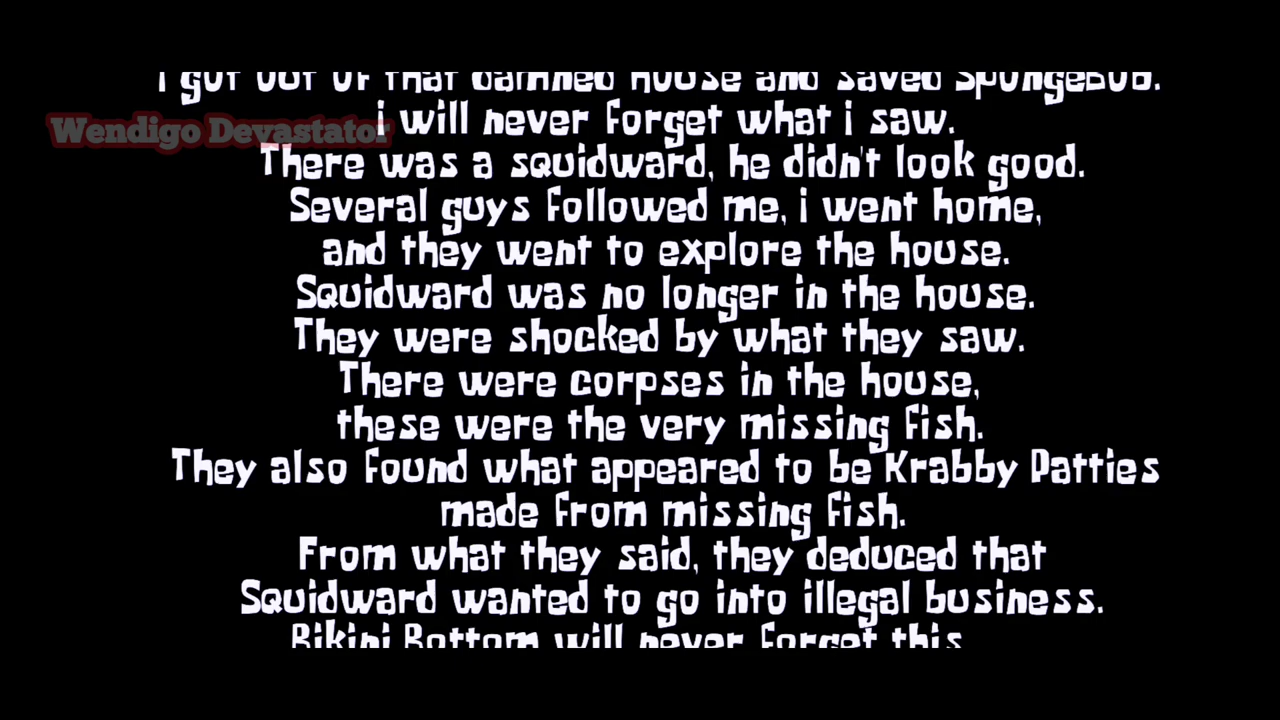 i got out of that damned house and saved SpongeBob.
Wendigo Devastator
i will never forget what i saw.
There was a squidward, he didn't look good.
Several guys followed me, i went home,
and they went to explore the house.
Squidward was no longer in the house.
They were shocked by what they saw.
There were corpses in the house,
these were the very missing fish.
They also found what appeared to be Krabby Patties
made from missing fish.
From what they said, they deduced that
Squidward wanted to go into illegal business.
Bikini Bottom will never forget this